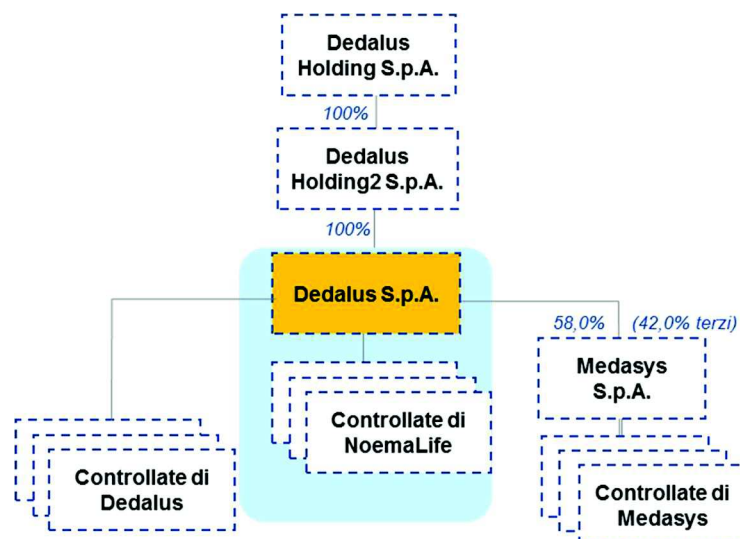 Dedalus
Holding S.p.A.
100%
Dedalus
Holding2 S.p.A.
100%
Dedalus S.p.A.
58,0% (42,0% terzi)
Medasys
S.p.A.
Controllate di
NoemaLife
Controllate di
Dedalus
Controllate di
Medasys